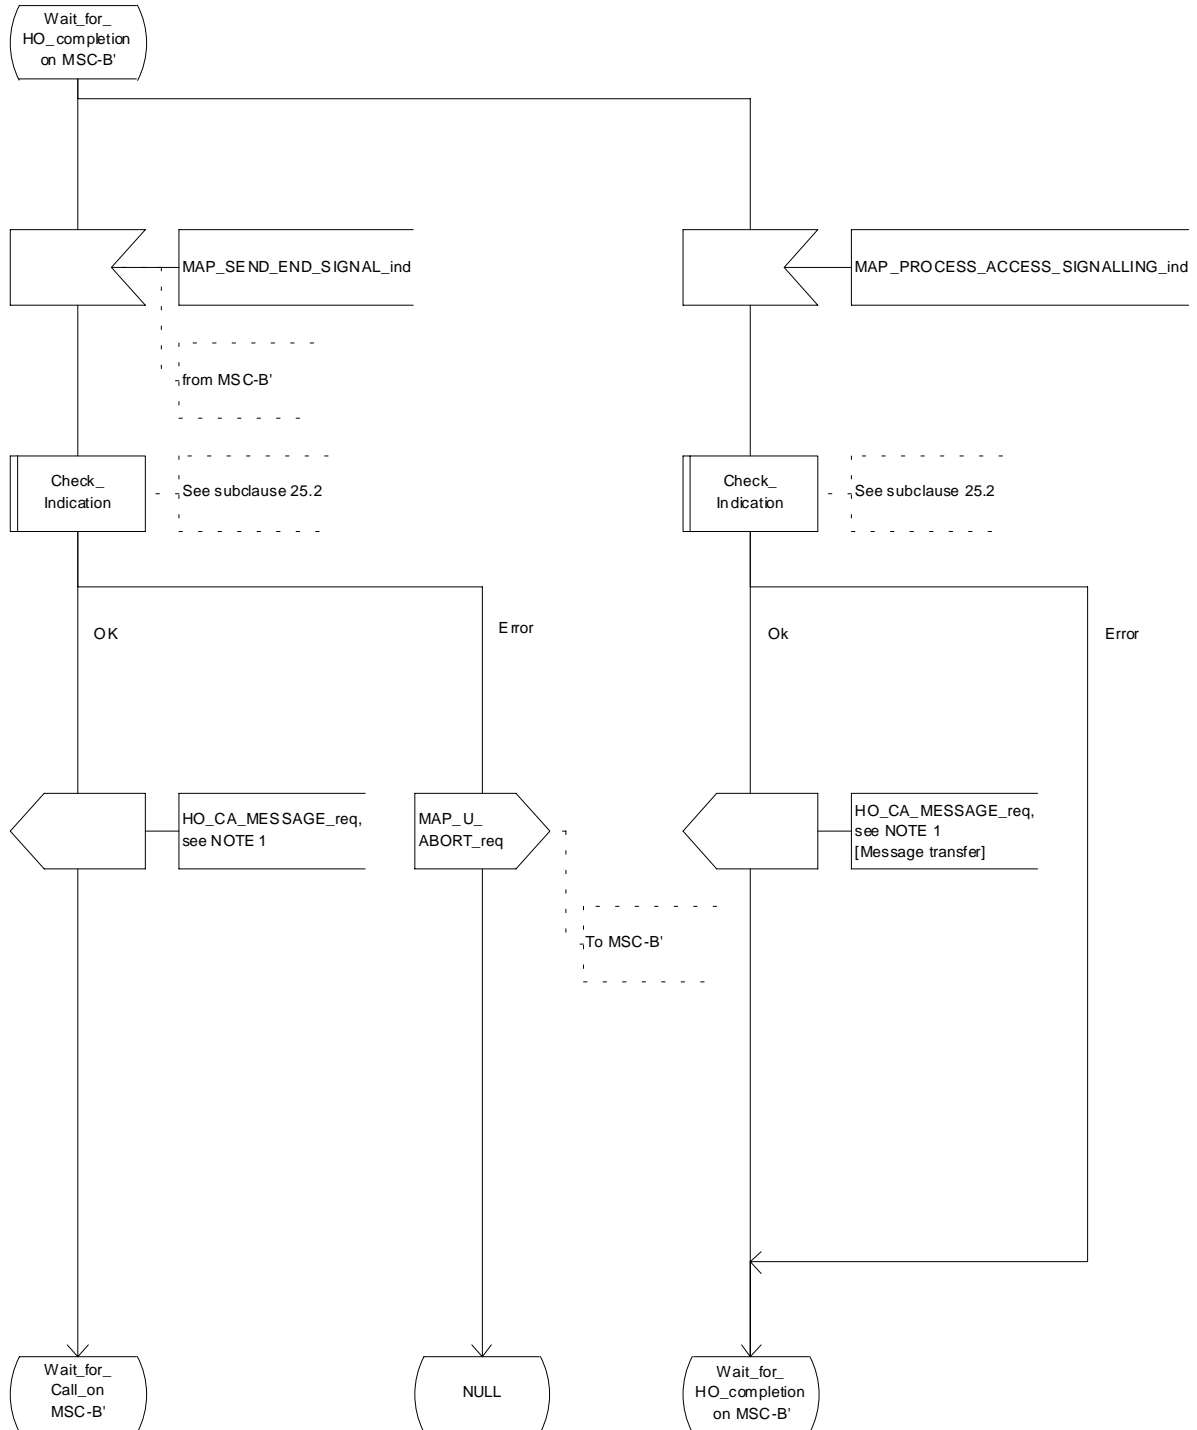 Wait_for_
HO_completion
on MSC-B'
MAP_SEND_END_SIGNAL_ind
MAP_PROCESS_ACCESS_SIGNALLING_ind
from MSC-B'
Check_
Indication
See subclause 25.2
Check_
Indication
See subclause 25.2
OK
Error
Ok
Error
HO_CA_MESSAGE_req,
see NOTE 1
MAP_U_
ABORT_req
HO_CA_MESSAGE_req,
see NOTE 1
[Message transfer]
To MSC-B'
Wait_for_
Call_on
MSC-B'
NULL
Wait_for_
HO_completion
on MSC-B'